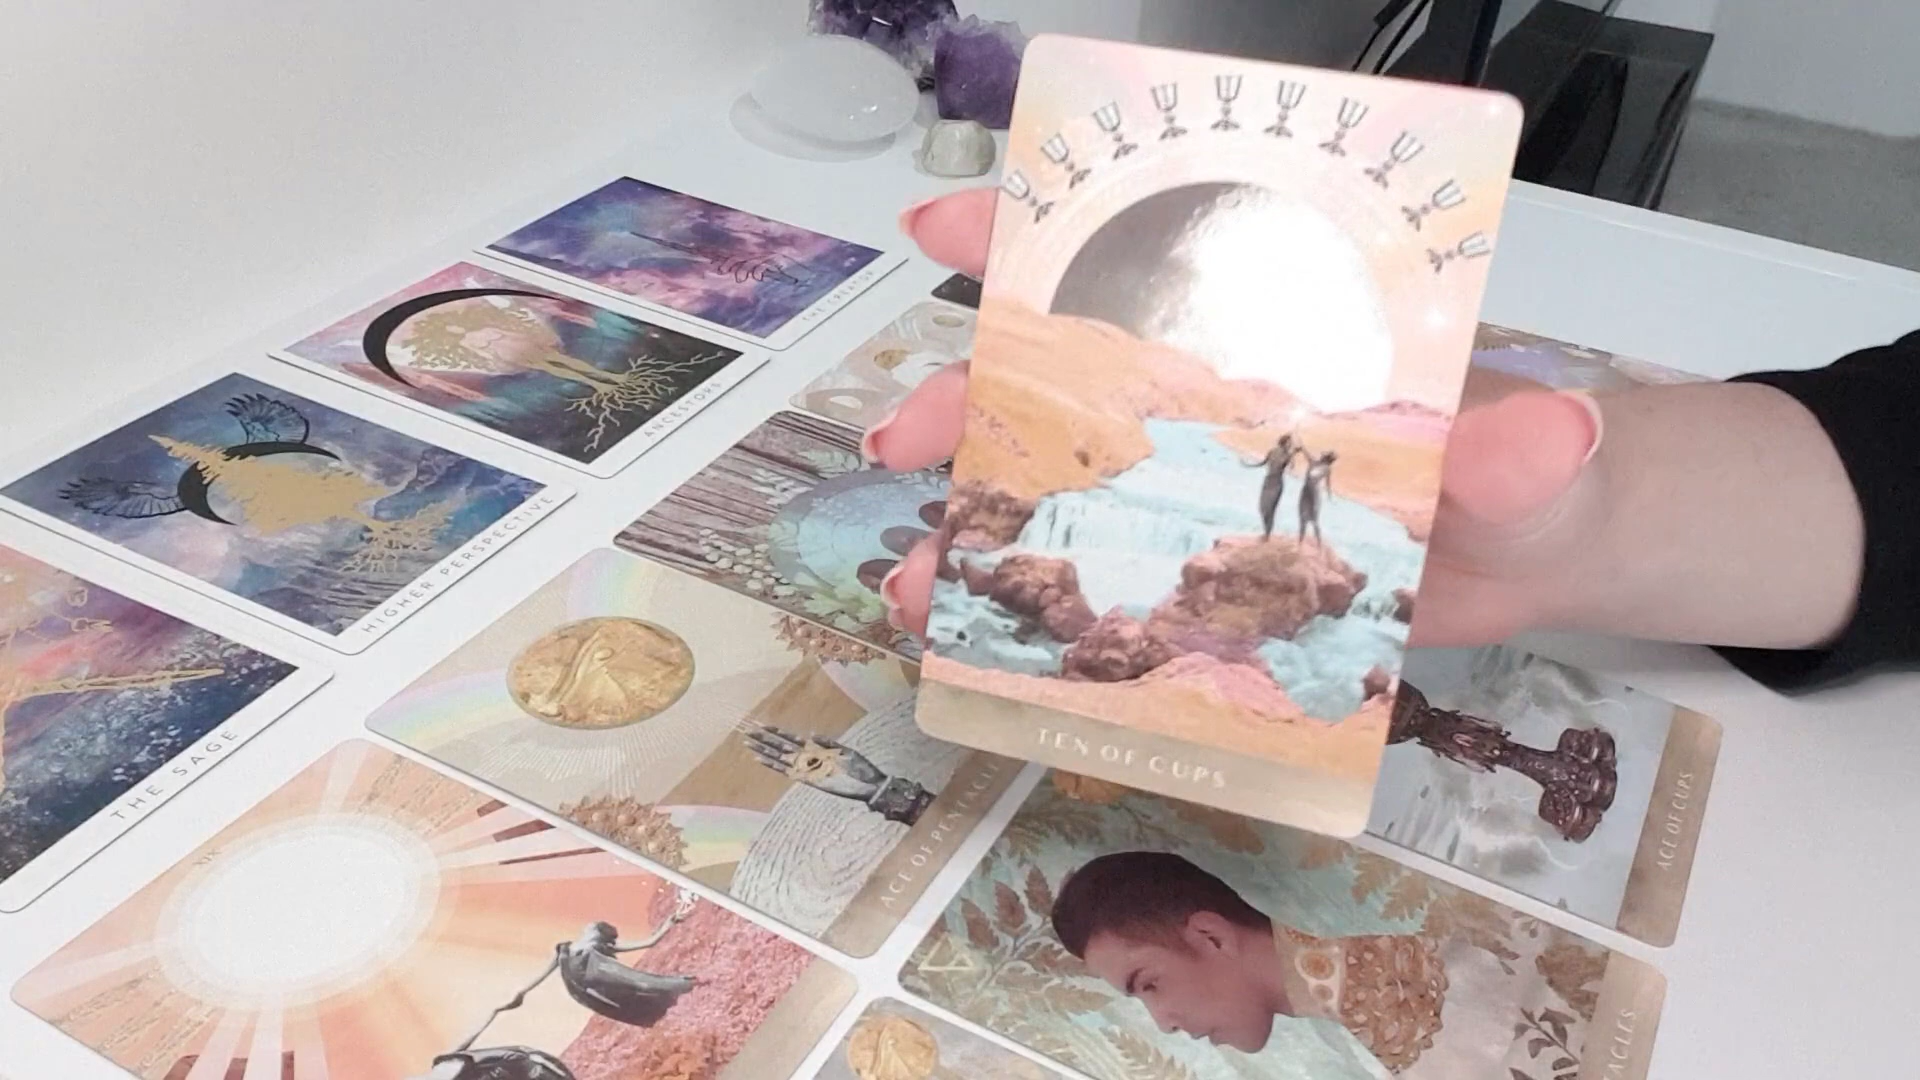 TEN OF CUPS
THE CREATOR
ANCESTORS
HIGHER PERSPECTIVE
THE SAGE
ACE OF PENTACLES
ACE OF CUPS
XIX